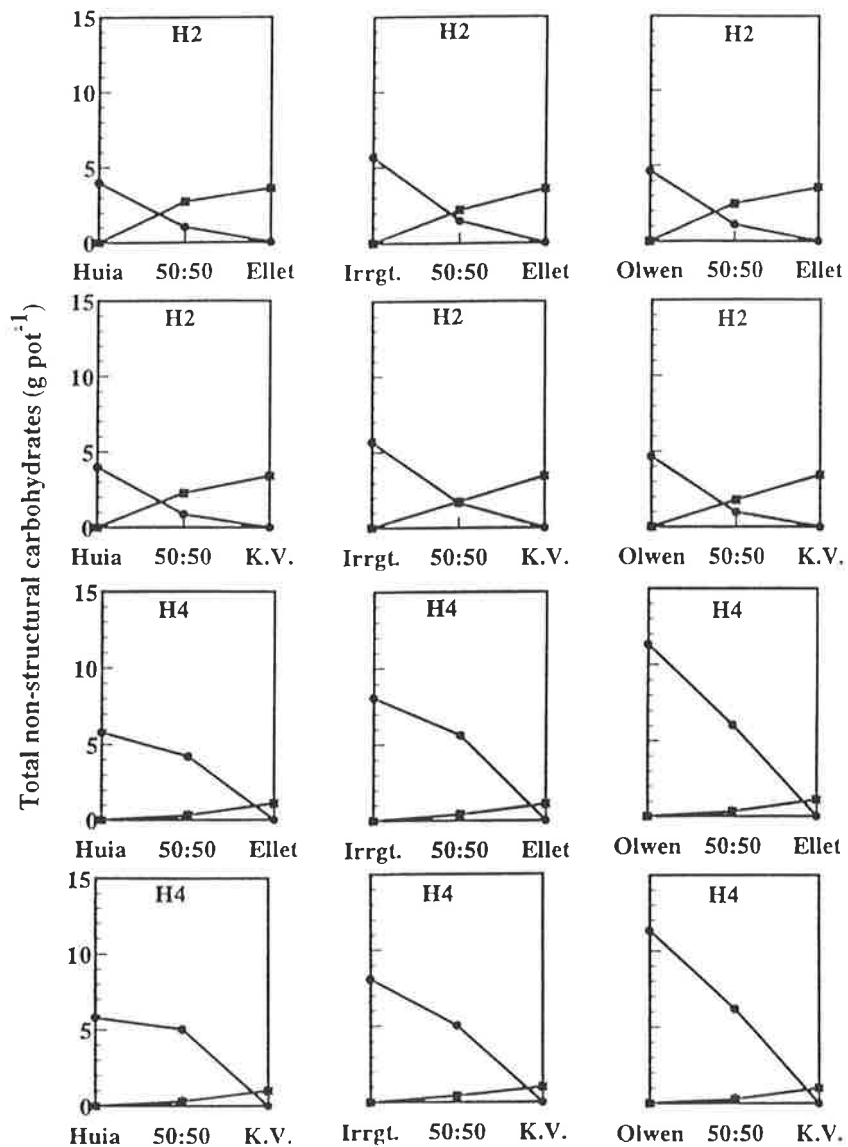 Total non-structural carbohydrates (g pot⁻¹)
15
10
5
0
H2
H2
H2
Huia 50:50 Ellet
Irrgt. 50:50 Ellet
Olwen 50:50 Ellet
15
10
5
0
H2
H2
H2
Huia 50:50 K.V.
Irrgt. 50:50 K.V.
Olwen 50:50 K.V.
15
10
5
0
H4
H4
H4
Huia 50:50 Ellet
Irrgt. 50:50 Ellet
Olwen 50:50 Ellet
15
10
5
0
H4
H4
H4
Huia 50:50 K.V.
Irrgt. 50:50 K.V.
Olwen 50:50 K.V.